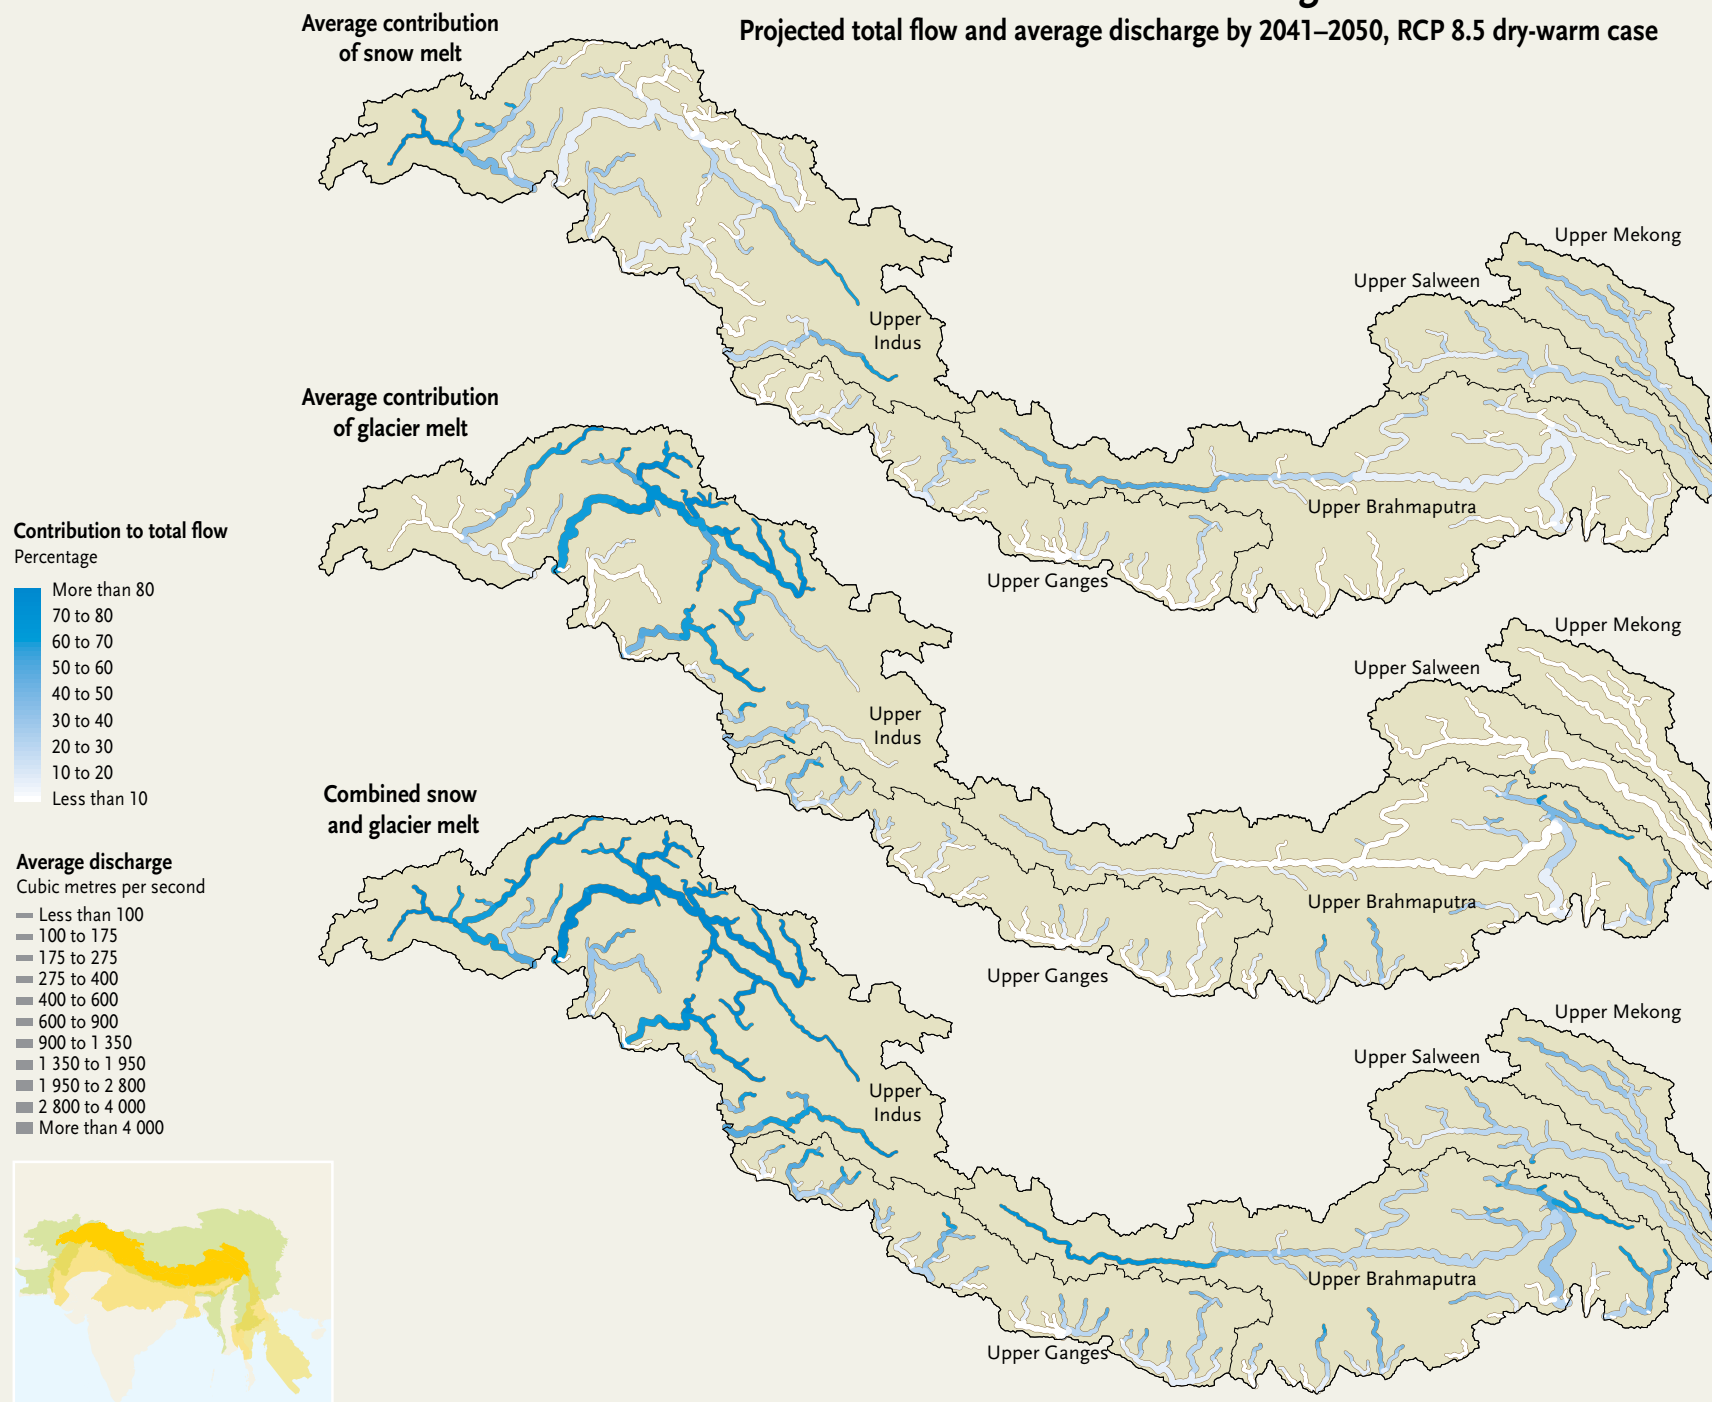 Projected total flow and average discharge by 2041–2050, RCP 8.5 dry-warm case
Average contribution
of snow melt
Upper Mekong
Upper Salween
Upper
Indus
Upper Brahmaputra
Upper Ganges
Average contribution
of glacier melt
Upper Mekong
Upper Salween
Upper
Indus
Upper Brahmaputra
Upper Ganges
Combined snow
and glacier melt
Upper Mekong
Upper Salween
Upper
Indus
Upper Brahmaputra
Upper Ganges
Contribution to total flow
Percentage
More than 80
70 to 80
60 to 70
50 to 60
40 to 50
30 to 40
20 to 30
10 to 20
Less than 10
Average discharge
Cubic metres per second
Less than 100
100 to 175
175 to 275
275 to 400
400 to 600
600 to 900
900 to 1 350
1 350 to 1 950
1 950 to 2 800
2 800 to 4 000
More than 4 000